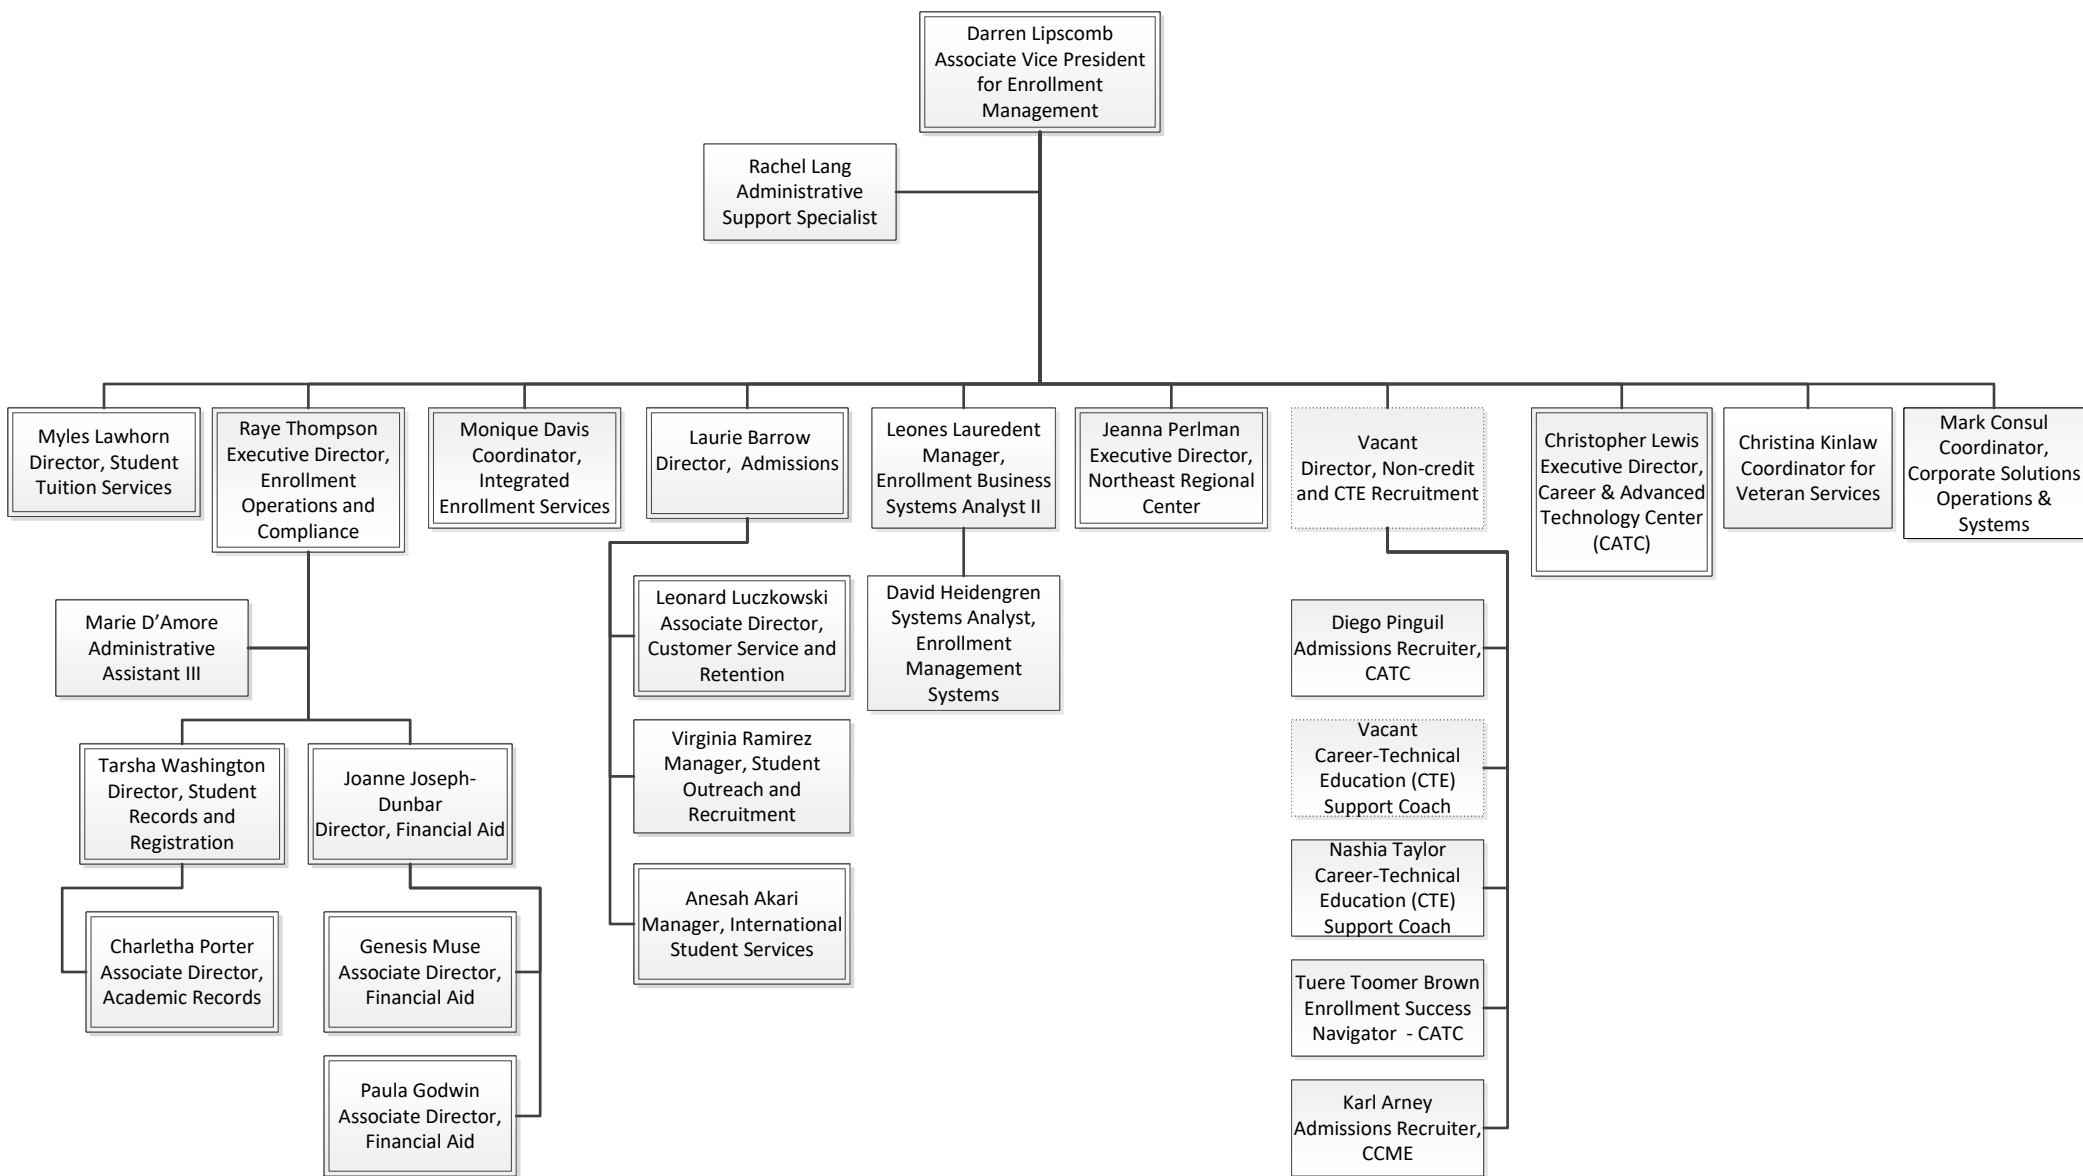 Darren Lipscomb
Associate Vice President
for Enrollment
Management
Rachel Lang
Administrative
Support Specialist
Myles Lawhorn
Director, Student
Tuition Services
Raye Thompson
Executive Director,
Enrollment
Operations and
Compliance
Monique Davis
Coordinator,
Integrated
Enrollment Services
Laurie Barrow
Director,  Admissions
Leones Lauredent
Manager,
Enrollment Business
Systems Analyst II
Jeanna Perlman
Executive Director,
Northeast Regional
Center
Vacant
Director, Non-credit
and CTE Recruitment
Christopher Lewis
Executive Director,
Career & Advanced
Technology Center
(CATC)
Christina Kinlaw
Coordinator for
Veteran Services
Mark Consul
Coordinator,
Corporate Solutions
Operations &
Systems
Marie D’Amore
Administrative
Assistant III
Tarsha Washington
Director, Student
Records and
Registration
Joanne Joseph-
Dunbar
Director, Financial Aid
Charletha Porter
Associate Director,
Academic Records
Genesis Muse
Associate Director,
Financial Aid
Paula Godwin
Associate Director,
Financial Aid
Leonard Luczkowski
Associate Director,
Customer Service and
Retention
Virginia Ramirez
Manager, Student
Outreach and
Recruitment
Anesah Akari
Manager, International
Student Services
David Heidengren
Systems Analyst,
Enrollment
Management
Systems
Diego Pinguil
Admissions Recruiter,
CATC
Vacant
Career-Technical
Education (CTE)
Support Coach
Nashia Taylor
Career-Technical
Education (CTE)
Support Coach
Tuere Toomer Brown
Enrollment Success
Navigator  - CATC
Karl Arney
Admissions Recruiter,
CCME